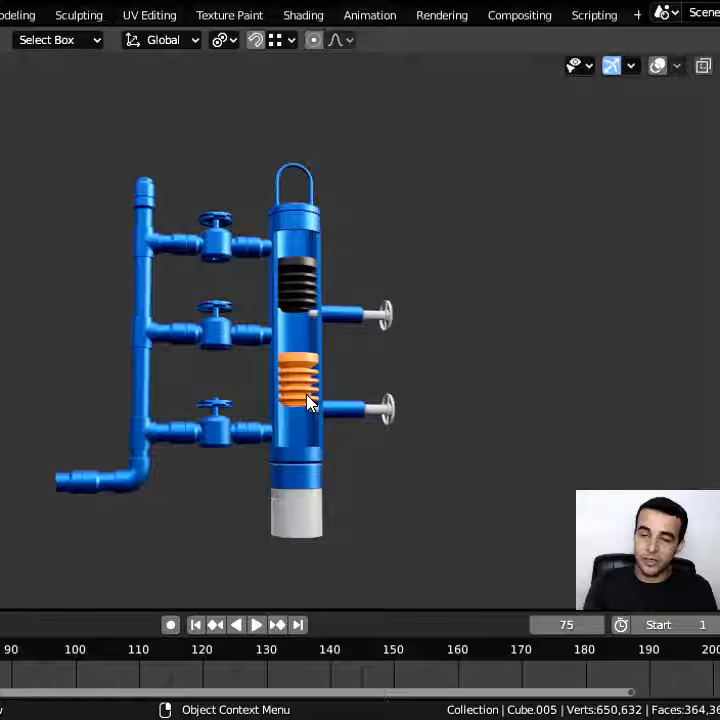 odeling Sculpting UV Editing Texture Paint Shading Animation Rendering Compositing Scripting + Scene
Select Box Global
75 Start 1
90 100 110 120 130 140 150 160 170 180 190 200
Object Context Menu Collection | Cube.005 | Verts:650,632 | Faces:364,3